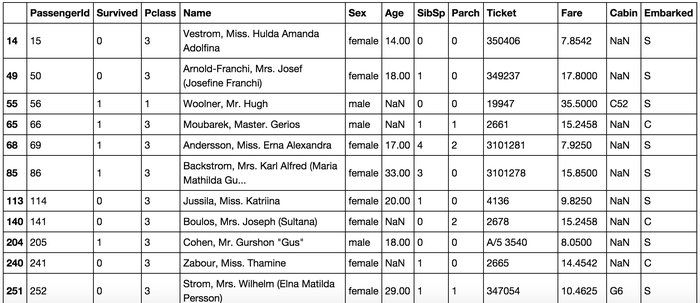 PassengerId Survived Pclass Name Sex Age SibSp Parch Ticket Fare Cabin Embarked
14 15 0 3 Vestrom, Miss. Hulda Amanda Adolfina female 14.00 0 0 350406 7.8542 NaN S
49 50 0 3 Arnold-Franchi, Mrs. Josef (Josefine Franchi) female 18.00 1 0 349237 17.8000 NaN S
55 56 1 1 Woolner, Mr. Hugh male NaN 0 0 19947 35.5000 C52 S
65 66 1 3 Moubarek, Master. Gerios male NaN 1 1 2661 15.2458 NaN C
68 69 1 3 Andersson, Miss. Erna Alexandra female 17.00 4 2 3101281 7.9250 NaN S
85 86 1 3 Backstrom, Mrs. Karl Alfred (Maria Mathilda Gu... female 33.00 3 0 3101278 15.8500 NaN S
113 114 0 3 Jussila, Miss. Katriina female 20.00 1 0 4136 9.8250 NaN S
140 141 0 3 Boulos, Mrs. Joseph (Sultana) female NaN 0 2 2678 15.2458 NaN C
204 205 1 3 Cohen, Mr. Gurshon "Gus" male 18.00 0 0 A/5 3540 8.0500 NaN S
240 241 0 3 Zabour, Miss. Thamine female NaN 1 0 2665 14.4542 NaN C
251 252 0 3 Strom, Mrs. Wilhelm (Elna Matilda Persson) female 29.00 1 1 347054 10.4625 G6 S